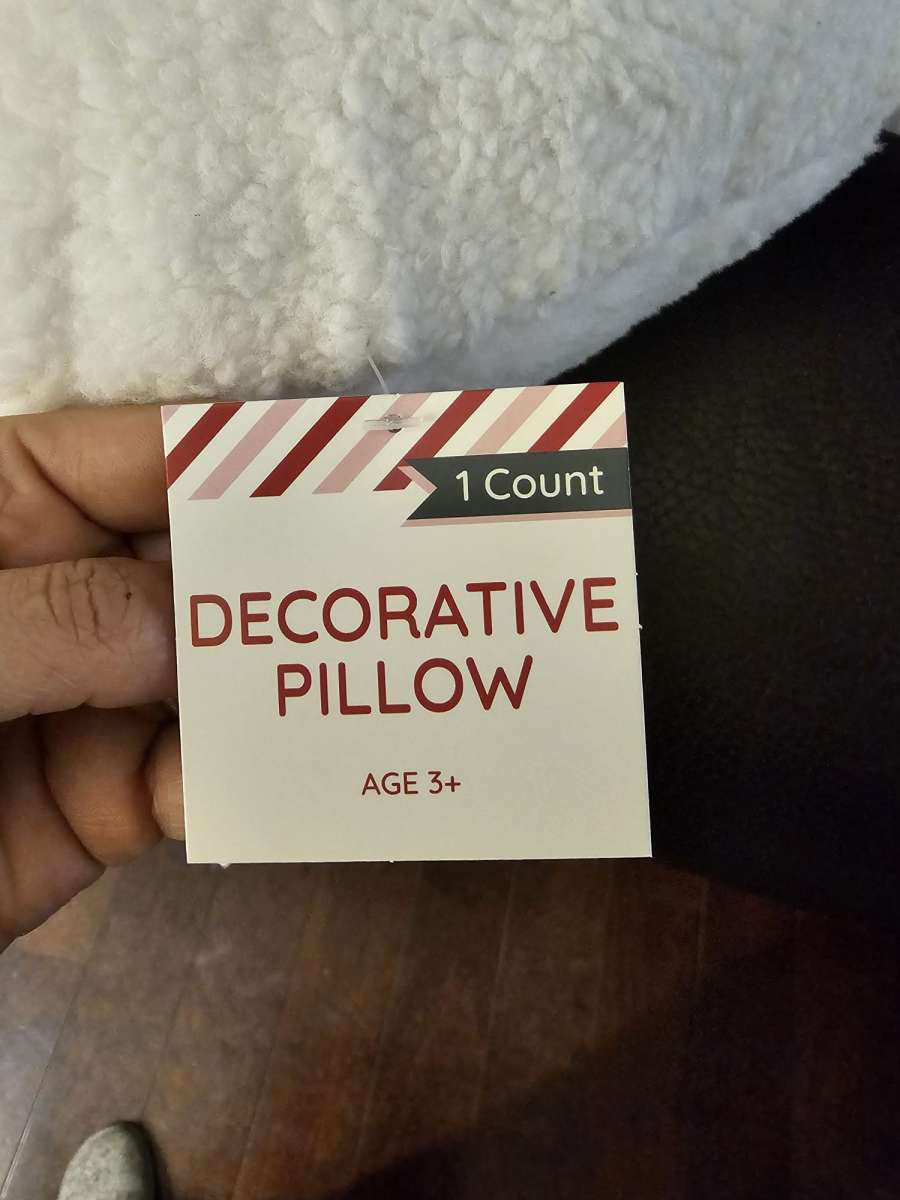 1 Count
DECORATIVE
PILLOW
AGE 3+